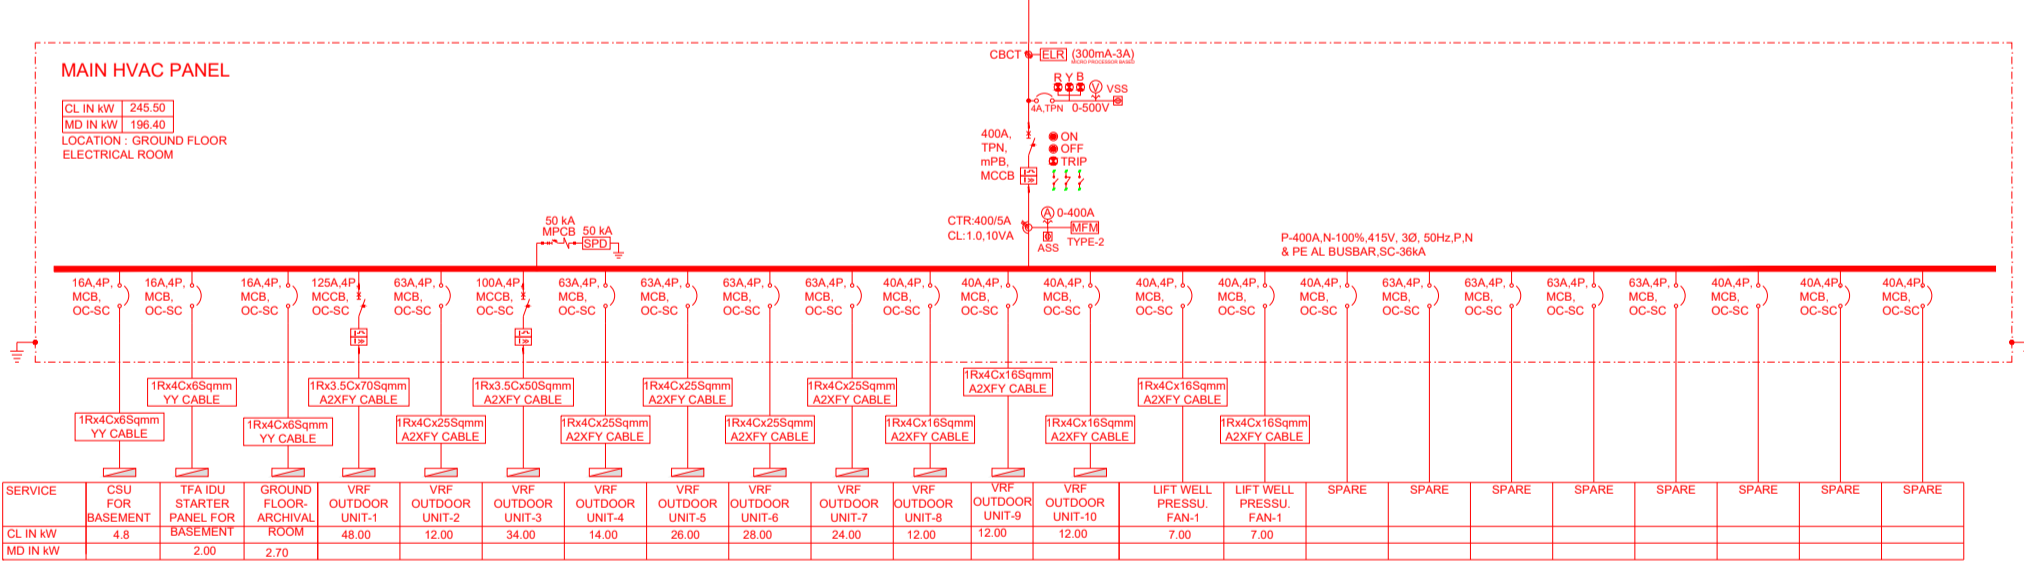 MAIN HVAC PANEL
CL IN kW 245.50
MD IN kW 196.40
LOCATION : GROUND FLOOR
ELECTRICAL ROOM
CBCT ELR (300mA-3A)
MICRO PROCESSOR BASED
R Y B V VSS
4A,TPN 0-500V
400A,
TPN,
mPB,
MCCB
ON
OFF
TRIP
CTR:400/5A
CL:1.0,10VA
A 0-400A
MFM
ASS TYPE-2
50 kA
MPCB
50 kA
SPD
P-400A,N-100%,415V, 3Ø, 50Hz,P,N
& PE AL BUSBAR,SC-36kA
16A,4P,
MCB,
OC-SC
16A,4P,
MCB,
OC-SC
16A,4P,
MCB,
OC-SC
125A,4P,
MCCB,
OC-SC
63A,4P,
MCB,
OC-SC
100A,4P,
MCCB,
OC-SC
63A,4P,
MCB,
OC-SC
63A,4P,
MCB,
OC-SC
63A,4P,
MCB,
OC-SC
63A,4P,
MCB,
OC-SC
40A,4P,
MCB,
OC-SC
40A,4P,
MCB,
OC-SC
40A,4P,
MCB,
OC-SC
40A,4P,
MCB,
OC-SC
40A,4P,
MCB,
OC-SC
40A,4P,
MCB,
OC-SC
63A,4P,
MCB,
OC-SC
63A,4P,
MCB,
OC-SC
63A,4P,
MCB,
OC-SC
63A,4P,
MCB,
OC-SC
40A,4P,
MCB,
OC-SC
40A,4P,
MCB,
OC-SC
40A,4P,
MCB,
OC-SC
1Rx4Cx6Sqmm
YY CABLE
1Rx4Cx6Sqmm
YY CABLE
1Rx4Cx6Sqmm
YY CABLE
1Rx3.5Cx70Sqmm
A2XFY CABLE
1Rx4Cx25Sqmm
A2XFY CABLE
1Rx3.5Cx50Sqmm
A2XFY CABLE
1Rx4Cx25Sqmm
A2XFY CABLE
1Rx4Cx25Sqmm
A2XFY CABLE
1Rx4Cx25Sqmm
A2XFY CABLE
1Rx4Cx25Sqmm
A2XFY CABLE
1Rx4Cx16Sqmm
A2XFY CABLE
1Rx4Cx16Sqmm
A2XFY CABLE
1Rx4Cx16Sqmm
A2XFY CABLE
1Rx4Cx16Sqmm
A2XFY CABLE
1Rx4Cx16Sqmm
A2XFY CABLE
SERVICE
CSU
FOR
BASEMENT
TFA IDU
STARTER
PANEL FOR
BASEMENT
GROUND
FLOOR-
ARCHIVAL
ROOM
VRF
OUTDOOR
UNIT-1
VRF
OUTDOOR
UNIT-2
VRF
OUTDOOR
UNIT-3
VRF
OUTDOOR
UNIT-4
VRF
OUTDOOR
UNIT-5
VRF
OUTDOOR
UNIT-6
VRF
OUTDOOR
UNIT-7
VRF
OUTDOOR
UNIT-8
VRF
OUTDOOR
UNIT-9
VRF
OUTDOOR
UNIT-10
LIFT WELL
PRESSU.
FAN-1
LIFT WELL
PRESSU.
FAN-1
SPARE
SPARE
SPARE
SPARE
SPARE
SPARE
SPARE
SPARE
CL IN kW 4.8 48.00 12.00 34.00 14.00 26.00 28.00 24.00 12.00 12.00 12.00 7.00 7.00
MD IN kW 2.00 2.70